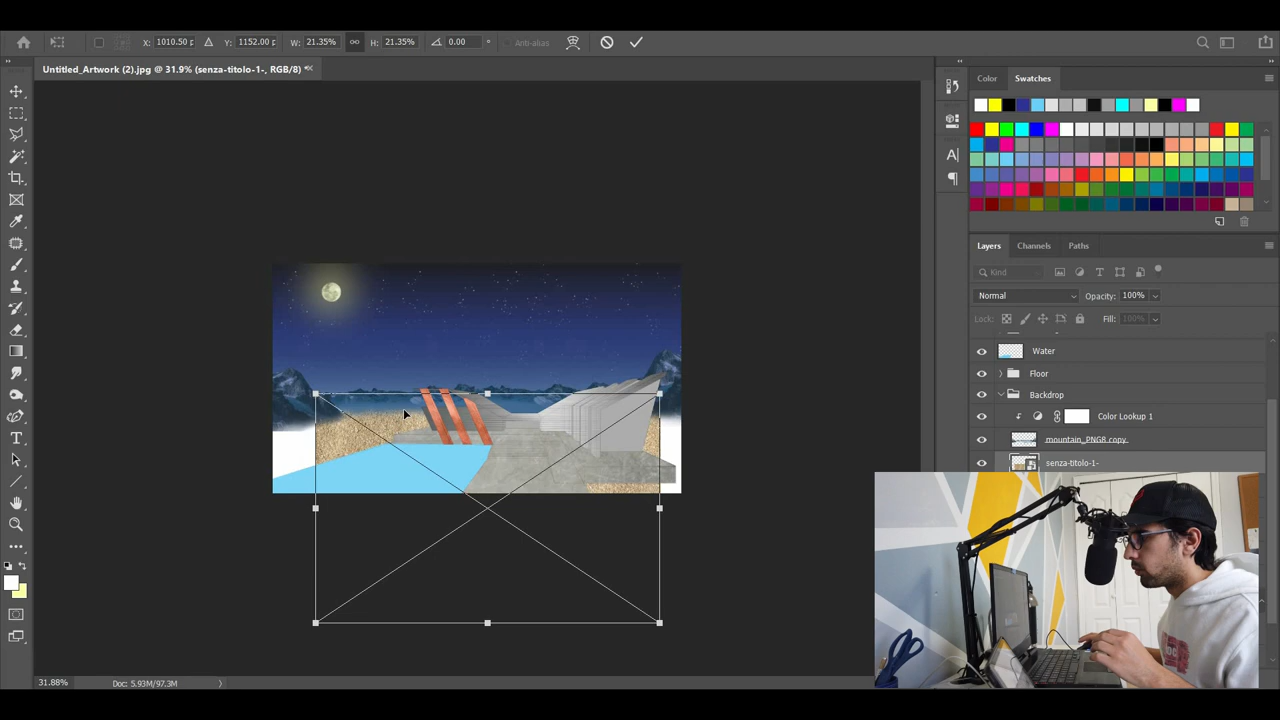 X: 1010.50 p Y: 1152.00 p W: 21.35% H: 21.35% 0.00 ° Anti-alias
Untitled_Artwork (2).jpg @ 31.9% (senza-titolo-1-, RGB/8) *
Color Swatches
Layers Channels Paths
Kind
Normal Opacity: 100%
Lock: Fill: 100%
Water
Floor
Backdrop
Color Lookup 1
mountain_PNG8 copy
senza-titolo-1-
31.88% Doc: 5.93M/97.3M